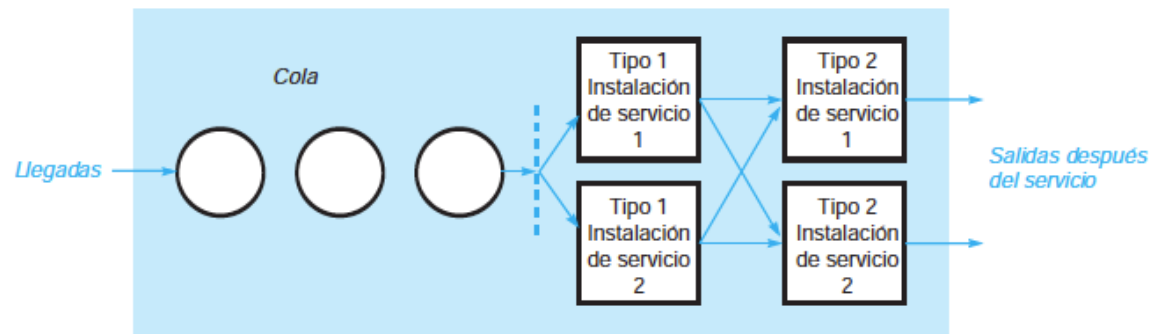 Cola
Llegadas
Tipo 1
Instalación
de servicio
1
Tipo 2
Instalación
de servicio
1
Tipo 1
Instalación
de servicio
2
Tipo 2
Instalación
de servicio
2
Salidas después
del servicio